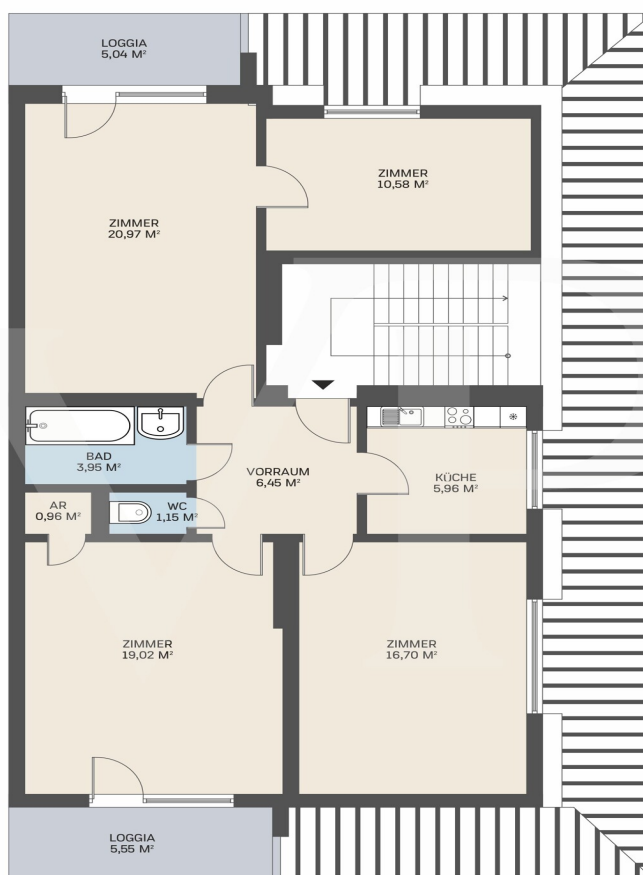 LOGGIA
5,04 M²
ZIMMER
10,58 M²
ZIMMER
20,97 M²
BAD
3,95 M²
VORRAUM
6,45 M²
KÜCHE
5,96 M²
AR
0,96 M²
WC
1,15 M²
ZIMMER
19,02 M²
ZIMMER
16,70 M²
LOGGIA
5,55 M²